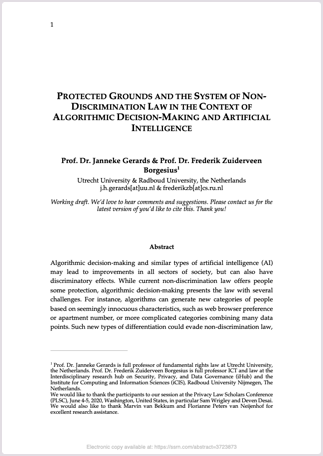 1
PROTECTED GROUNDS AND THE SYSTEM OF NON-
DISCRIMINATION LAW IN THE CONTEXT OF
ALGORITHMIC DECISION-MAKING AND ARTIFICIAL
INTELLIGENCE
Prof. Dr. Janneke Gerards & Prof. Dr. Frederik Zuiderveen
Borgesius¹
Utrecht University & Radboud University, the Netherlands
j.h.gerards[at]uu.nl & frederikzb[at]cs.ru.nl
Working draft. We'd love to hear comments and suggestions. Please contact us for the
latest version of you'd like to cite this. Thank you!
Abstract
Algorithmic decision-making and similar types of artificial intelligence (AI)
may lead to improvements in all sectors of society, but can also have
discriminatory effects. While current non-discrimination law offers people
some protection, algorithmic decision-making presents the law with several
challenges. For instance, algorithms can generate new categories of people
based on seemingly innocuous characteristics, such as web browser preference
or apartment number, or more complicated categories combining many data
points. Such new types of differentiation could evade non-discrimination law,
¹ Prof. Dr. Janneke Gerards is full professor of fundamental rights law at Utrecht University,
the Netherlands. Prof. Dr. Frederik Zuiderveen Borgesius is full professor ICT and law at the
Interdisciplinary research hub on Security, Privacy, and Data Governance (iHub) and the
Institute for Computing and Information Sciences (iCIS), Radboud University Nijmegen, The
Netherlands.
We would like to thank the participants to our session at the Privacy Law Scholars Conference
(PLSC), June 4-5, 2020, Washington, United States, in particular Sam Wrigley and Deven Desai.
We would also like to thank Marvin van Bekkum and Florianne Peters van Neijenhof for
excellent research assistance.
Electronic copy available at: https://ssrn.com/abstract=3723873